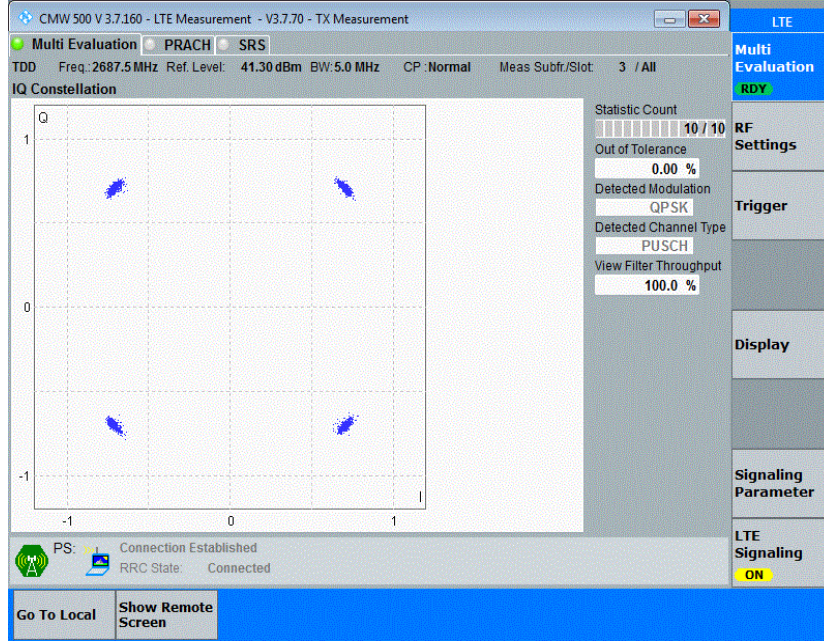 CMW 500 V 3.7.160 - LTE Measurement - V3.7.70 - TX Measurement
LTE
Multi Evaluation PRACH SRS
TDD Freq.: 2687.5 MHz Ref. Level: 41.30 dBm BW: 5.0 MHz CP : Normal Meas Subfr./Slot: 3 / All
IQ Constellation
Q
1
0
-1
I
-1 0 1
Statistic Count
10 / 10
Out of Tolerance
0.00 %
Detected Modulation
QPSK
Detected Channel Type
PUSCH
View Filter Throughput
100.0 %
Multi
Evaluation
RDY
RF
Settings
Trigger
Display
Signaling
Parameter
LTE
Signaling
ON
PS: Connection Established
RRC State: Connected
Go To Local
Show Remote
Screen